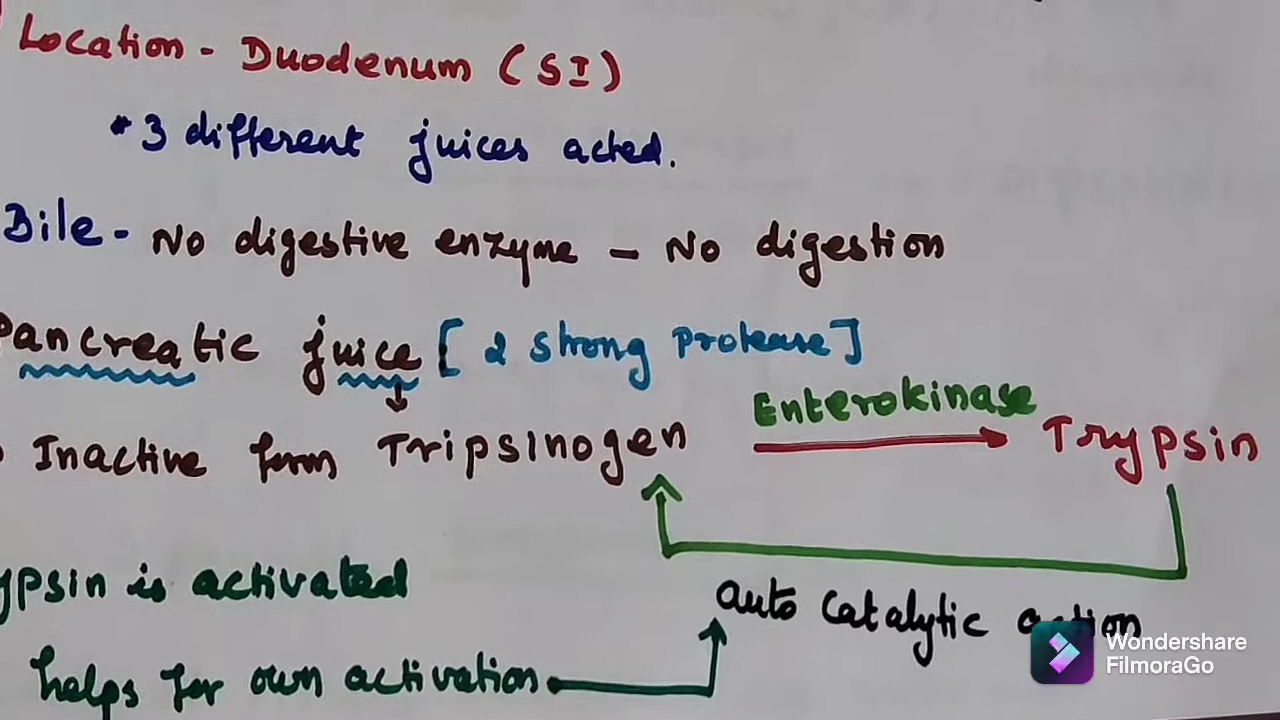 Location - Duodenum (SI)
* 3 different juices acted.
Bile - No digestive enzyme - No digestion
Pancreatic juice [2 strong protease]
Enterokinase
Inactive form Tripsinogen Trypsin
ypsin is activated
auto catalytic action
helps for own activation
Wondershare
FilmoraGo